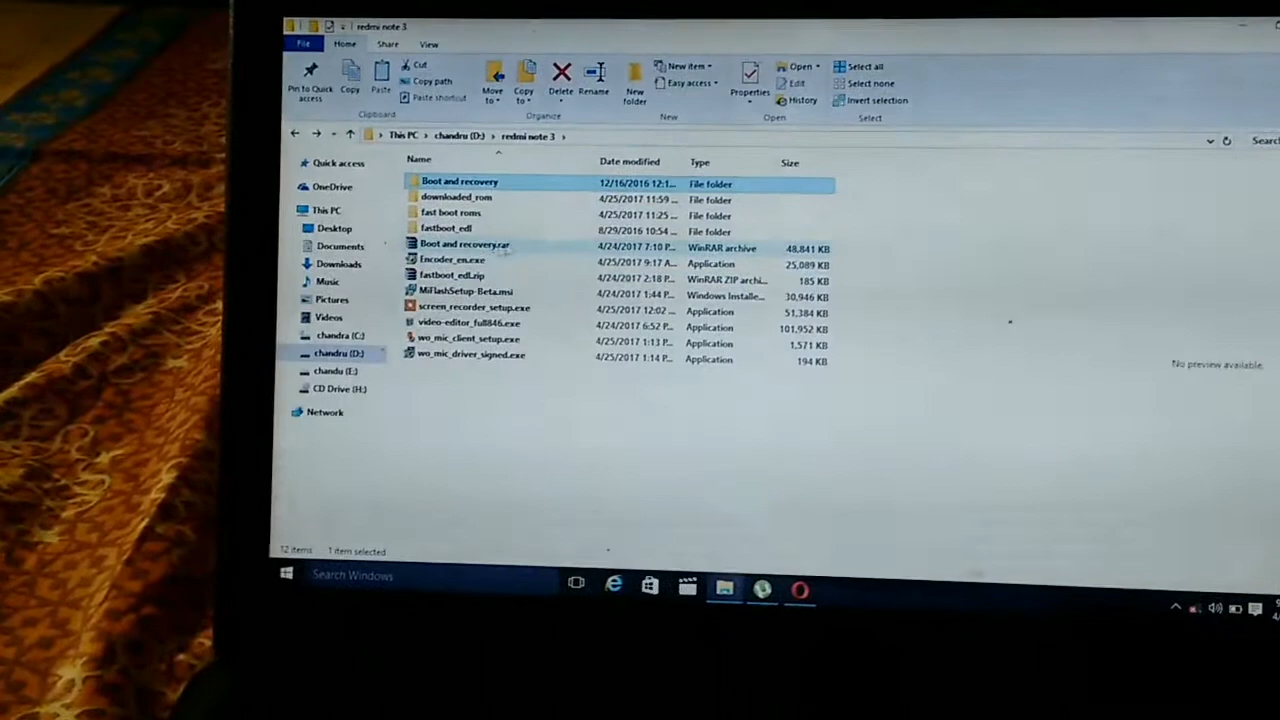 redmi note 3
File Home Share View
Pin to Quick access
Copy
Paste
Cut
Copy path
Paste shortcut
Clipboard
Move to
Copy to
Delete
Rename
Organize
New folder
New item
Easy access
New
Properties
Open
Edit
History
Open
Select all
Select none
Invert selection
Select
This PC > chandru (D:) > redmi note 3 >
Search
Quick access
OneDrive
This PC
Desktop
Documents
Downloads
Music
Pictures
Videos
chandra (C:)
chandru (D:)
chandu (E:)
CD Drive (H:)
Network
Name Date modified Type Size
Boot and recovery 12/16/2016 12:1... File folder
downloaded_rom 4/25/2017 11:59 ... File folder
fast boot roms 4/25/2017 11:25 ... File folder
fastboot_edl 8/29/2016 10:54 ... File folder
Boot and recovery.rar 4/24/2017 7:10 P... WinRAR archive 48,841 KB
Encoder_en.exe 4/25/2017 9:17 A... Application 25,089 KB
fastboot_edl.zip 4/24/2017 2:18 P... WinRAR ZIP archi... 185 KB
MiFlashSetup-Beta.msi 4/24/2017 1:44 P... Windows Installe... 30,946 KB
screen_recorder_setup.exe 4/25/2017 12:02 ... Application 51,384 KB
video-editor_full846.exe 4/24/2017 6:52 P... Application 101,952 KB
wo_mic_client_setup.exe 4/25/2017 1:13 P... Application 1,571 KB
wo_mic_driver_signed.exe 4/25/2017 1:14 P... Application 194 KB
No preview available.
12 items 1 item selected
Search Windows